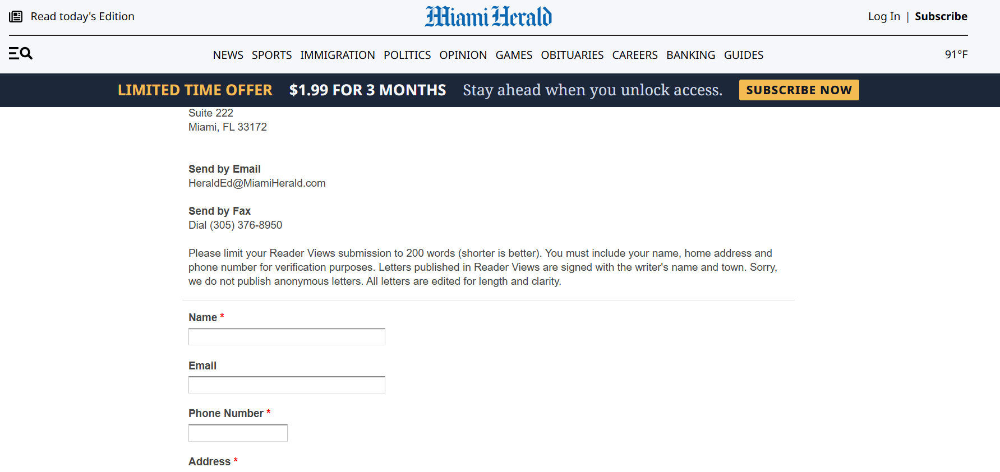 Read today's Edition
Miami Herald
Log In | Subscribe
NEWS SPORTS IMMIGRATION POLITICS OPINION GAMES OBITUARIES CAREERS BANKING GUIDES
91°F
LIMITED TIME OFFER $1.99 FOR 3 MONTHS Stay ahead when you unlock access. SUBSCRIBE NOW
Suite 222
Miami, FL 33172
Send by Email
HeraldEd@MiamiHerald.com
Send by Fax
Dial (305) 376-8950
Please limit your Reader Views submission to 200 words (shorter is better). You must include your name, home address and
phone number for verification purposes. Letters published in Reader Views are signed with the writer's name and town. Sorry,
we do not publish anonymous letters. All letters are edited for length and clarity.
Name *
Email
Phone Number *
Address *